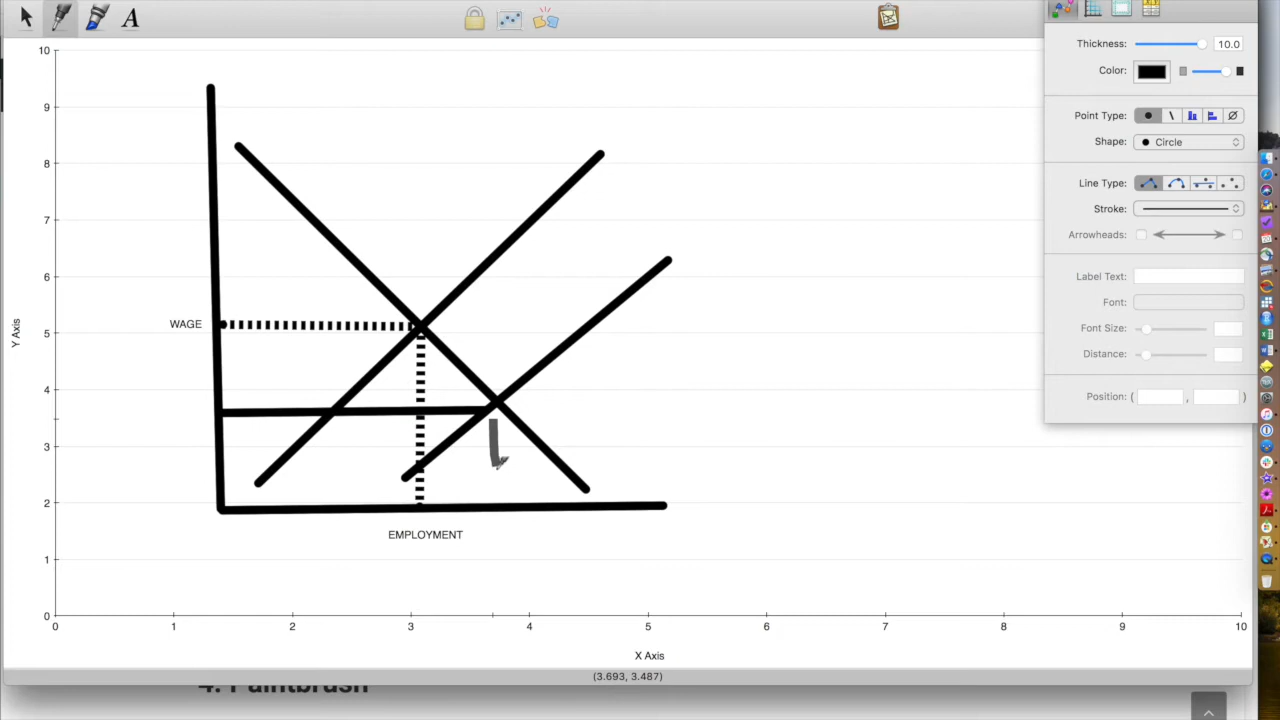 A
Thickness: 10.0
Color:
Point Type:
Shape: Circle
Line Type:
Stroke:
Arrowheads:
Label Text:
Font:
Font Size:
Distance:
Position: ( , )
10
9
8
7
6
5
4
3
2
1
0
Y Axis
WAGE
EMPLOYMENT
0 1 2 3 4 5 6 7 8 9 10
X Axis
(3.693, 3.487)
4. Paintbrush